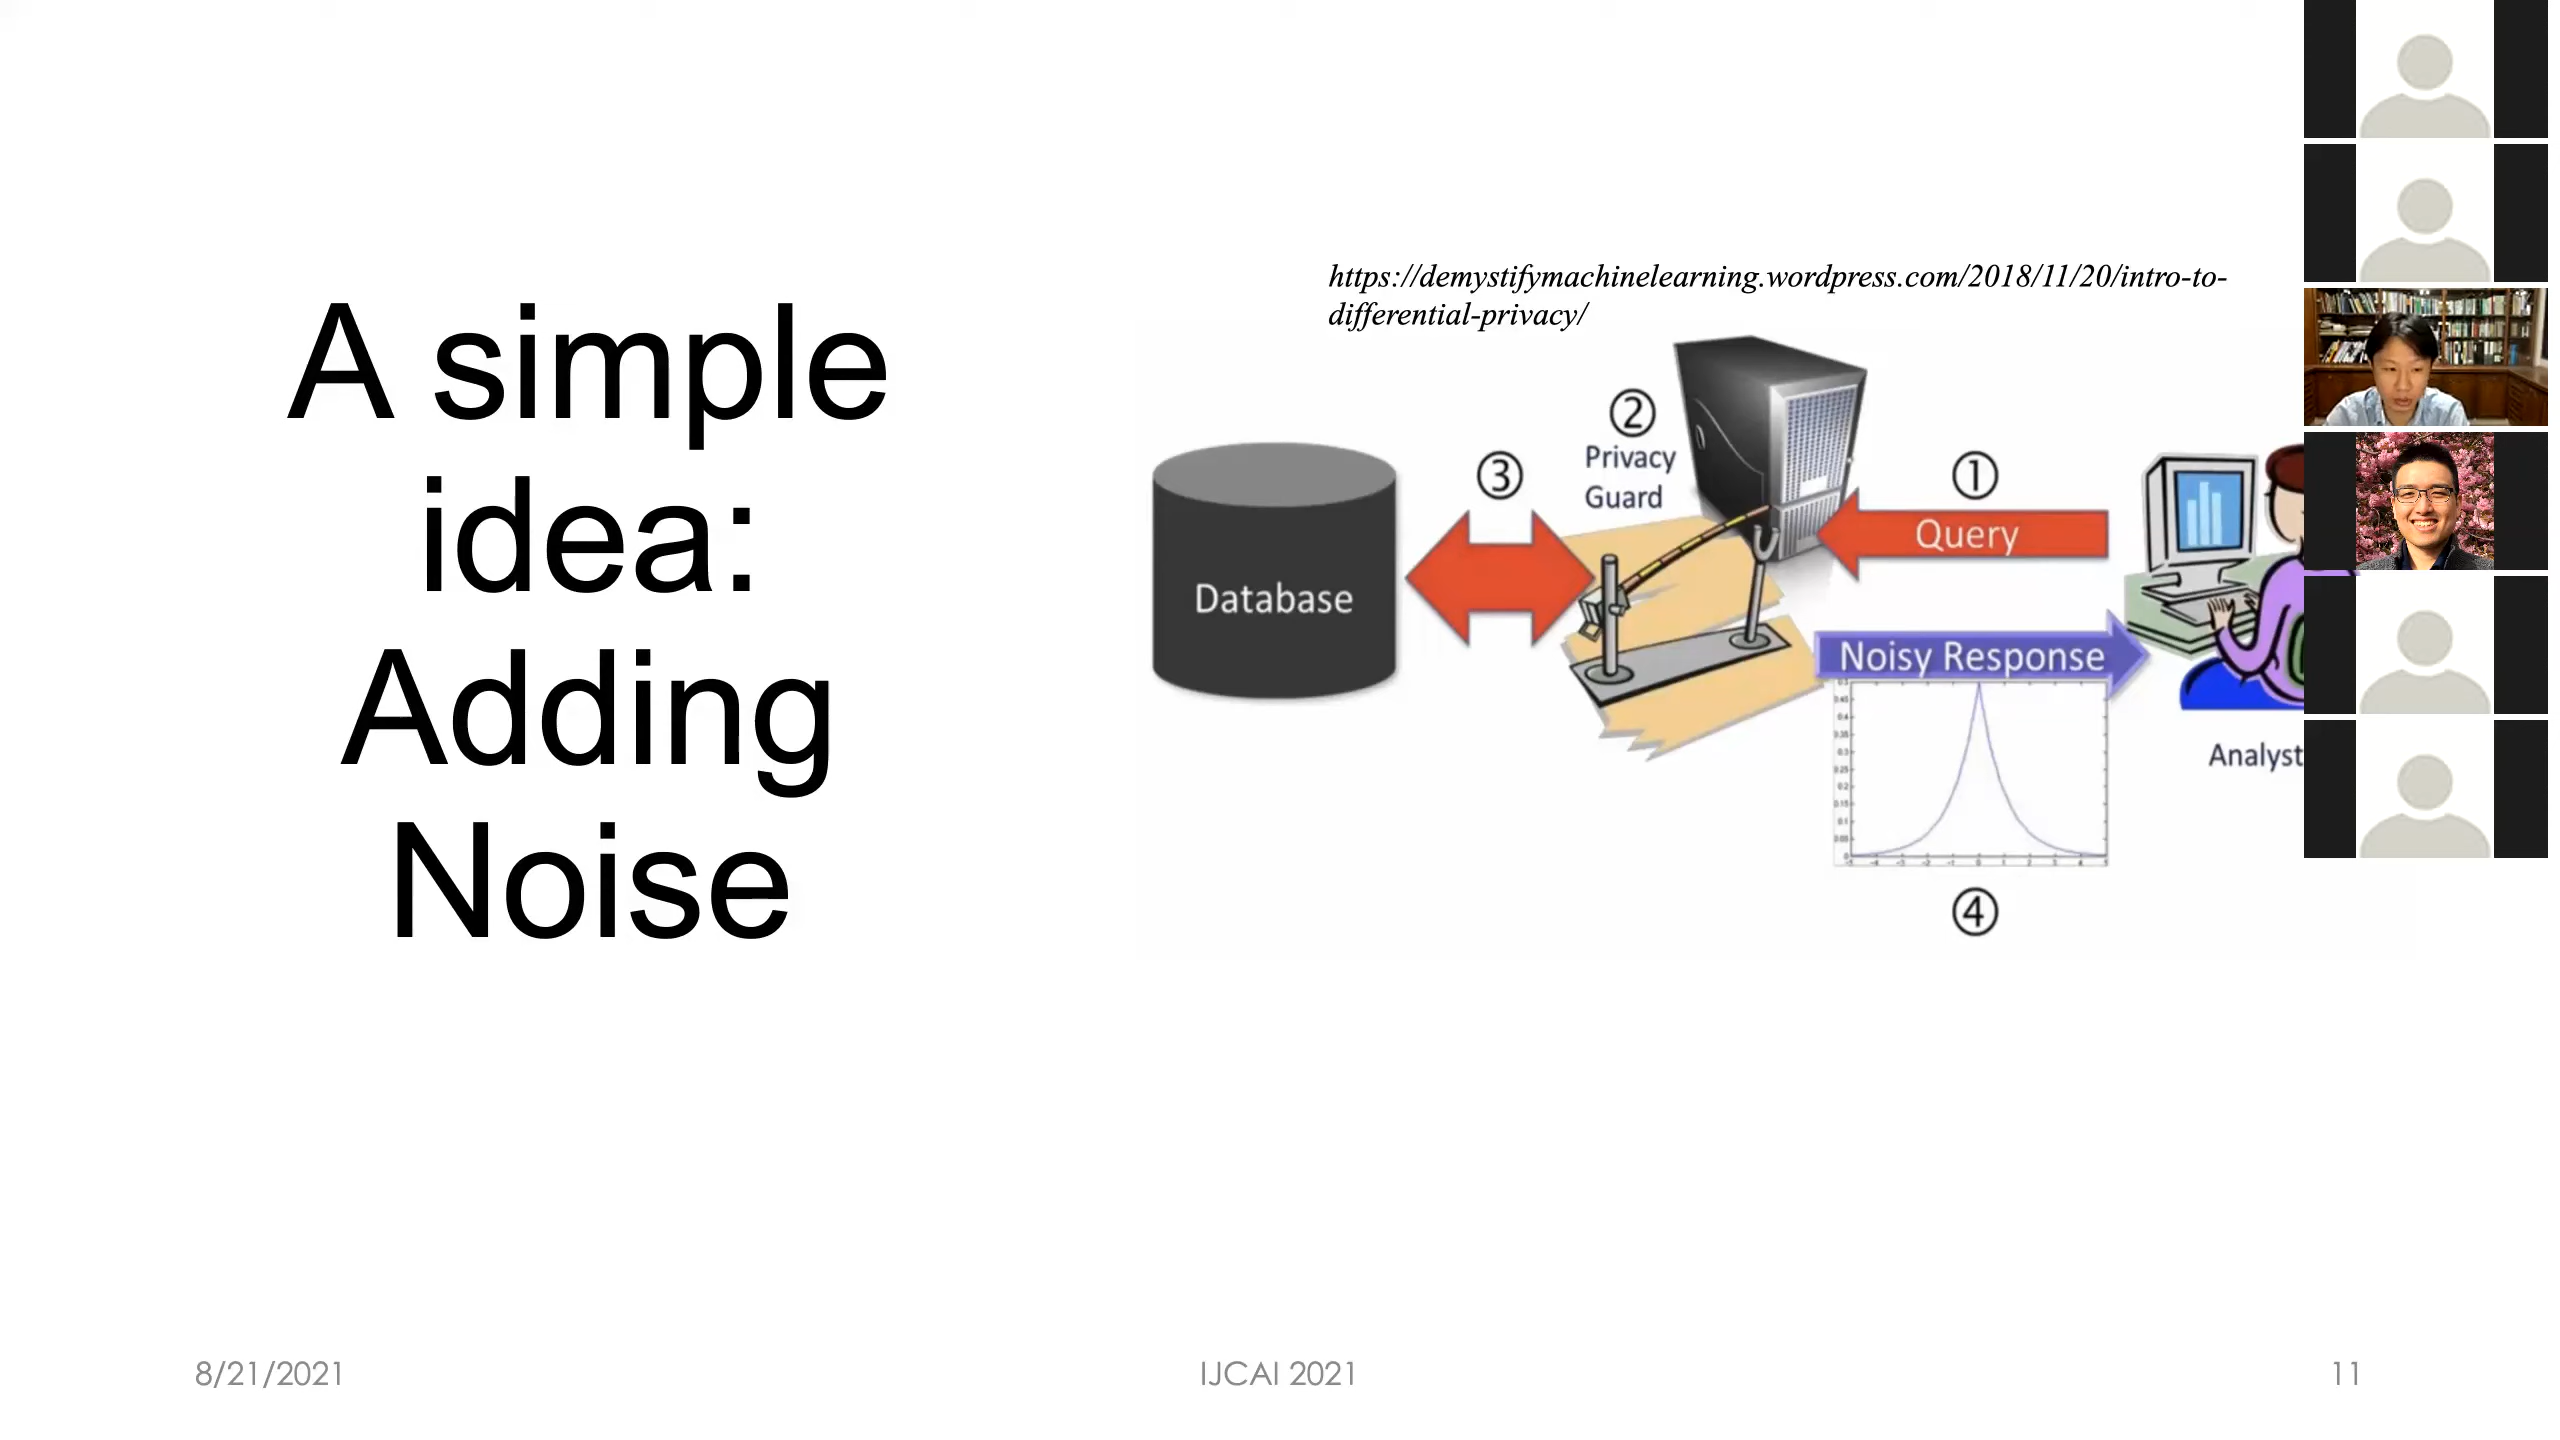 A simple
idea:
Adding
Noise
https://demystifymachinelearning.wordpress.com/2018/11/20/intro-to-
differential-privacy/
②
Privacy
Guard
③
①
Query
Database
Noisy Response
Analyst
④
8/21/2021
IJCAI 2021
11